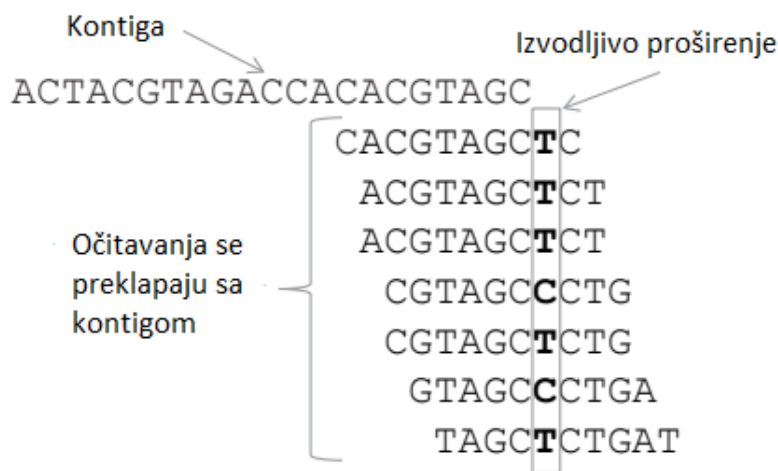 Kontiga
Izvodljivo proširenje
ACTACGTAGACCACACGTAGC
CACGTAGCTC
ACGTAGCTCT
ACGTAGCTCT
Očitavanja se
preklapaju sa
kontigom
CGTAGCCCTG
CGTAGCTCTG
GTAGCCCTGA
TAGCTCTGAT